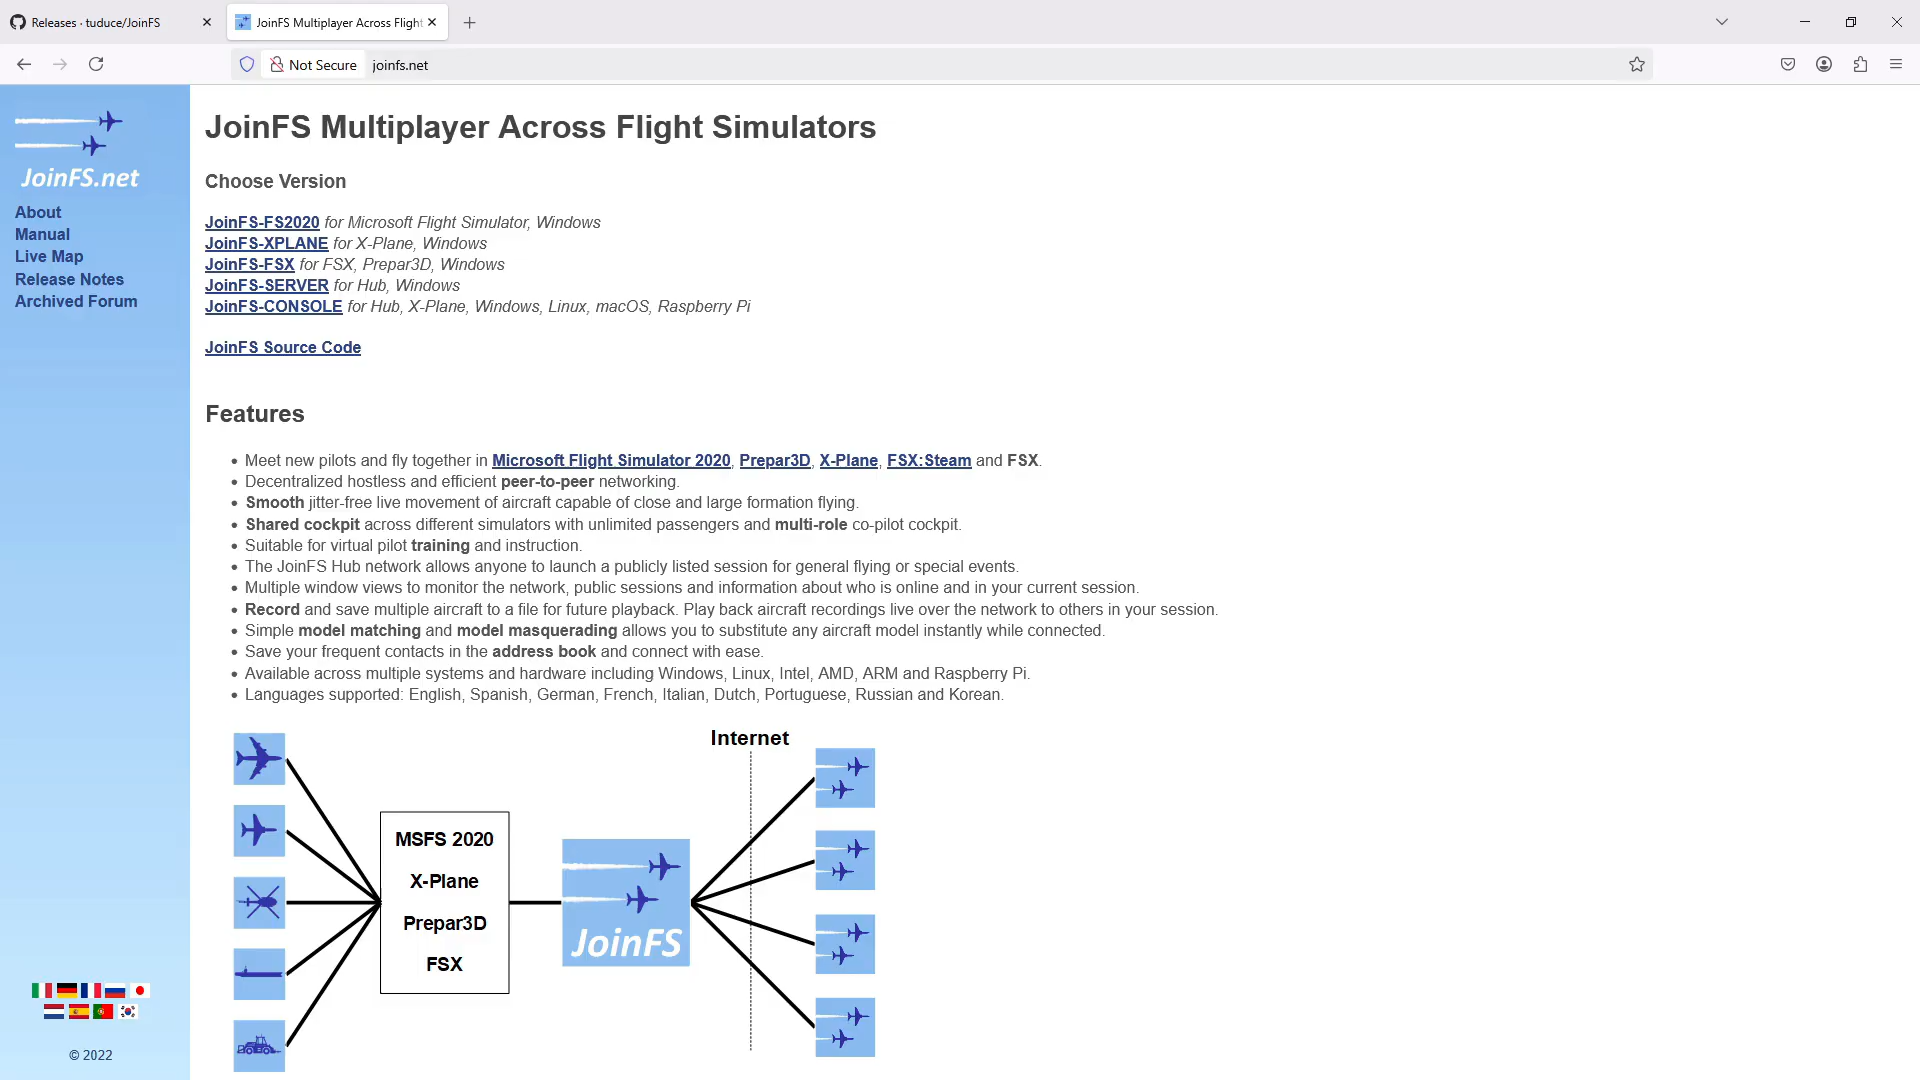 Releases · tuduce/JoinFS
JoinFS Multiplayer Across Flight
Not Secure
joinfs.net
JoinFS.net
About
Manual
Live Map
Release Notes
Archived Forum
© 2022
JoinFS Multiplayer Across Flight Simulators
Choose Version
JoinFS-FS2020 for Microsoft Flight Simulator, Windows
JoinFS-XPLANE for X-Plane, Windows
JoinFS-FSX for FSX, Prepar3D, Windows
JoinFS-SERVER for Hub, Windows
JoinFS-CONSOLE for Hub, X-Plane, Windows, Linux, macOS, Raspberry Pi
JoinFS Source Code
Features
Meet new pilots and fly together in Microsoft Flight Simulator 2020, Prepar3D, X-Plane, FSX:Steam and FSX.
Decentralized hostless and efficient peer-to-peer networking.
Smooth jitter-free live movement of aircraft capable of close and large formation flying.
Shared cockpit across different simulators with unlimited passengers and multi-role co-pilot cockpit.
Suitable for virtual pilot training and instruction.
The JoinFS Hub network allows anyone to launch a publicly listed session for general flying or special events.
Multiple window views to monitor the network, public sessions and information about who is online and in your current session.
Record and save multiple aircraft to a file for future playback. Play back aircraft recordings live over the network to others in your session.
Simple model matching and model masquerading allows you to substitute any aircraft model instantly while connected.
Save your frequent contacts in the address book and connect with ease.
Available across multiple systems and hardware including Windows, Linux, Intel, AMD, ARM and Raspberry Pi.
Languages supported: English, Spanish, German, French, Italian, Dutch, Portuguese, Russian and Korean.
Internet
MSFS 2020
X-Plane
Prepar3D
FSX
JoinFS